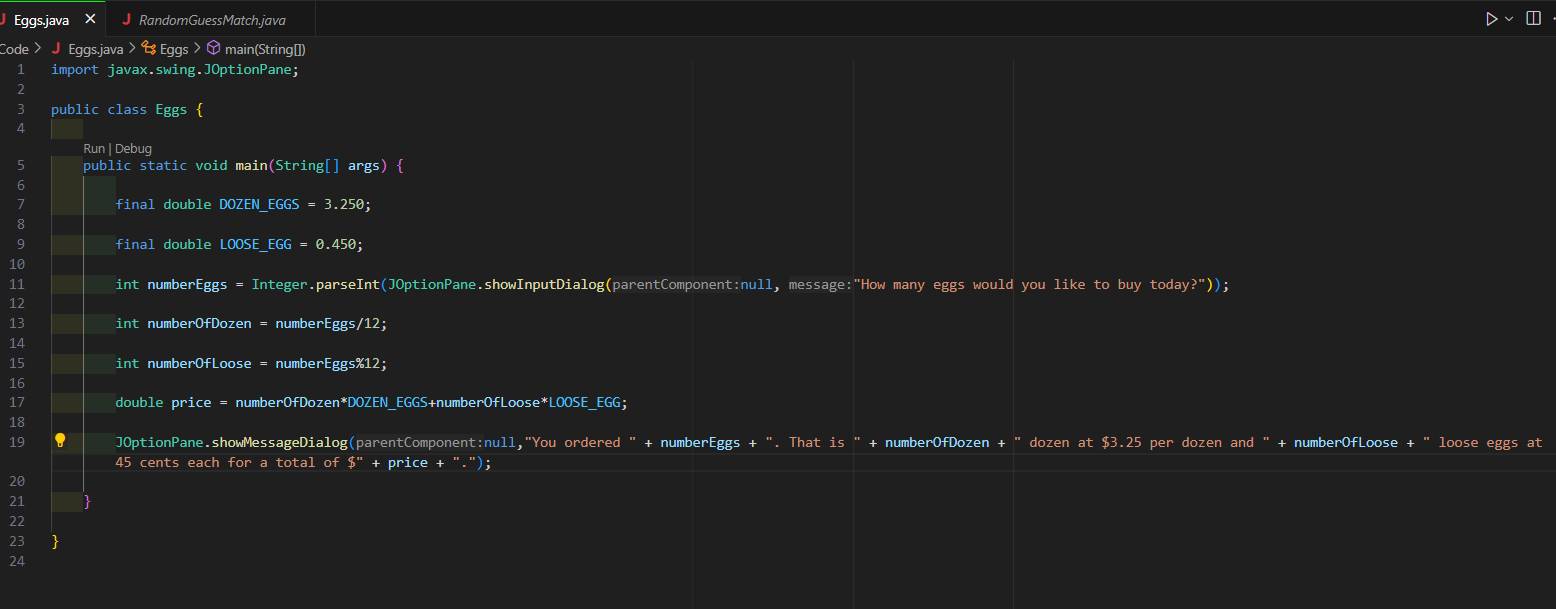 J Eggs.java ✕ J RandomGuessMatch.java
Code > J Eggs.java > Eggs > main(String[])
1 import javax.swing.JOptionPane;
2
3 public class Eggs {
4
Run | Debug
5 public static void main(String[] args) {
6
7 final double DOZEN_EGGS = 3.250;
8
9 final double LOOSE_EGG = 0.450;
10
11 int numberEggs = Integer.parseInt(JOptionPane.showInputDialog(parentComponent:null, message:"How many eggs would you like to buy today?"));
12
13 int numberOfDozen = numberEggs/12;
14
15 int numberOfLoose = numberEggs%12;
16
17 double price = numberOfDozen*DOZEN_EGGS+numberOfLoose*LOOSE_EGG;
18
19 JOptionPane.showMessageDialog(parentComponent:null,"You ordered " + numberEggs + ". That is " + numberOfDozen + " dozen at $3.25 per dozen and " + numberOfLoose + " loose eggs at
45 cents each for a total of $" + price + ".");
20
21 }
22
23 }
24